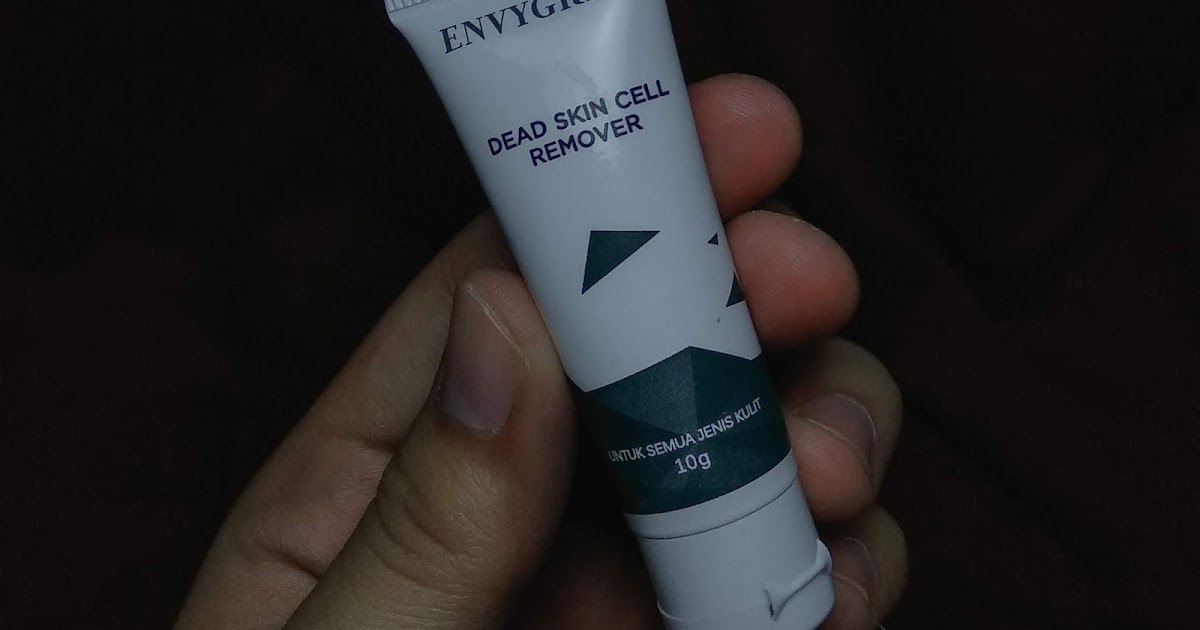 DEAD SKIN CELL
REMOVER
UNTUK SEMUA JENIS KULIT
10g